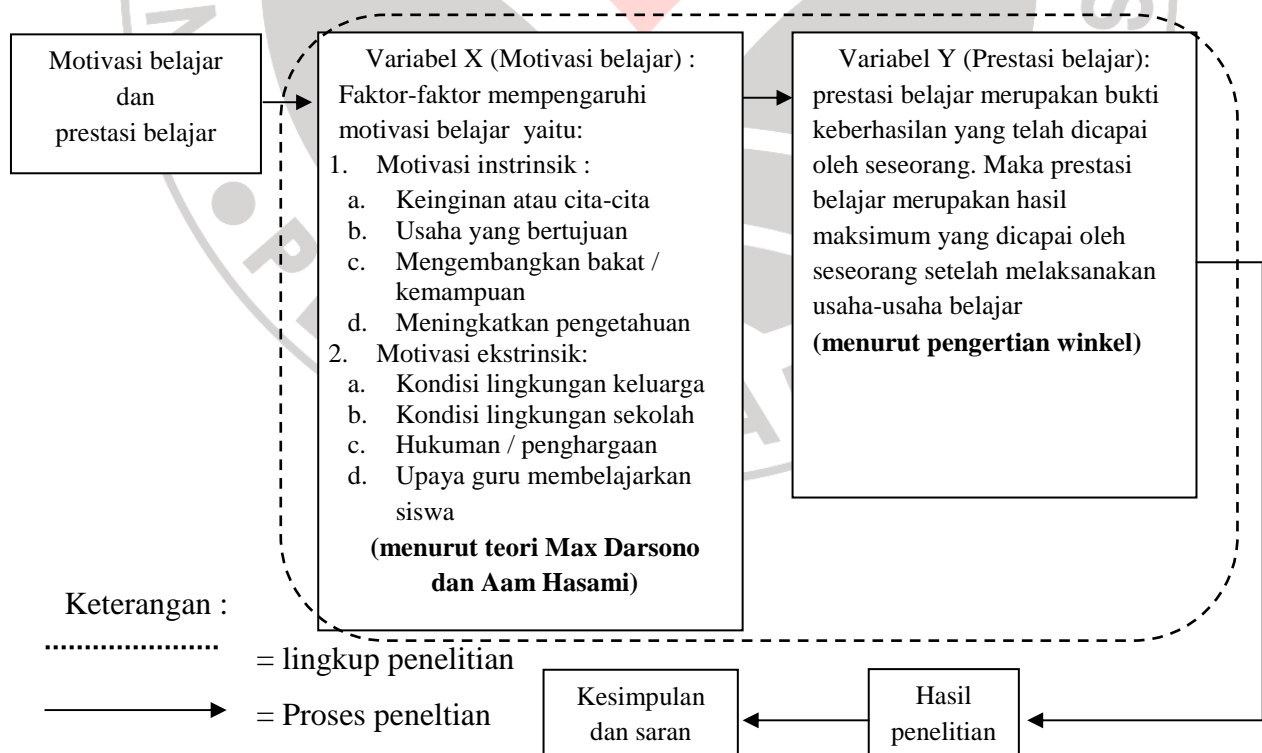 Motivasi belajar
dan
prestasi belajar
Variabel X (Motivasi belajar) :
Faktor-faktor mempengaruhi
motivasi belajar yaitu:
1. Motivasi instrinsik :
a. Keinginan atau cita-cita
b. Usaha yang bertujuan
c. Mengembangkan bakat /
kemampuan
d. Meningkatkan pengetahuan
2. Motivasi ekstrinsik:
a. Kondisi lingkungan keluarga
b. Kondisi lingkungan sekolah
c. Hukuman / penghargaan
d. Upaya guru membelajarkan
siswa
(menurut teori Max Darsono
dan Aam Hasami)
Variabel Y (Prestasi belajar):
prestasi belajar merupakan bukti
keberhasilan yang telah dicapai
oleh seseorang. Maka prestasi
belajar merupakan hasil
maksimum yang dicapai oleh
seseorang setelah melaksanakan
usaha-usaha belajar
(menurut pengertian winkel)
Keterangan :
= lingkup penelitian
= Proses peneltian
Kesimpulan
dan saran
Hasil
penelitian